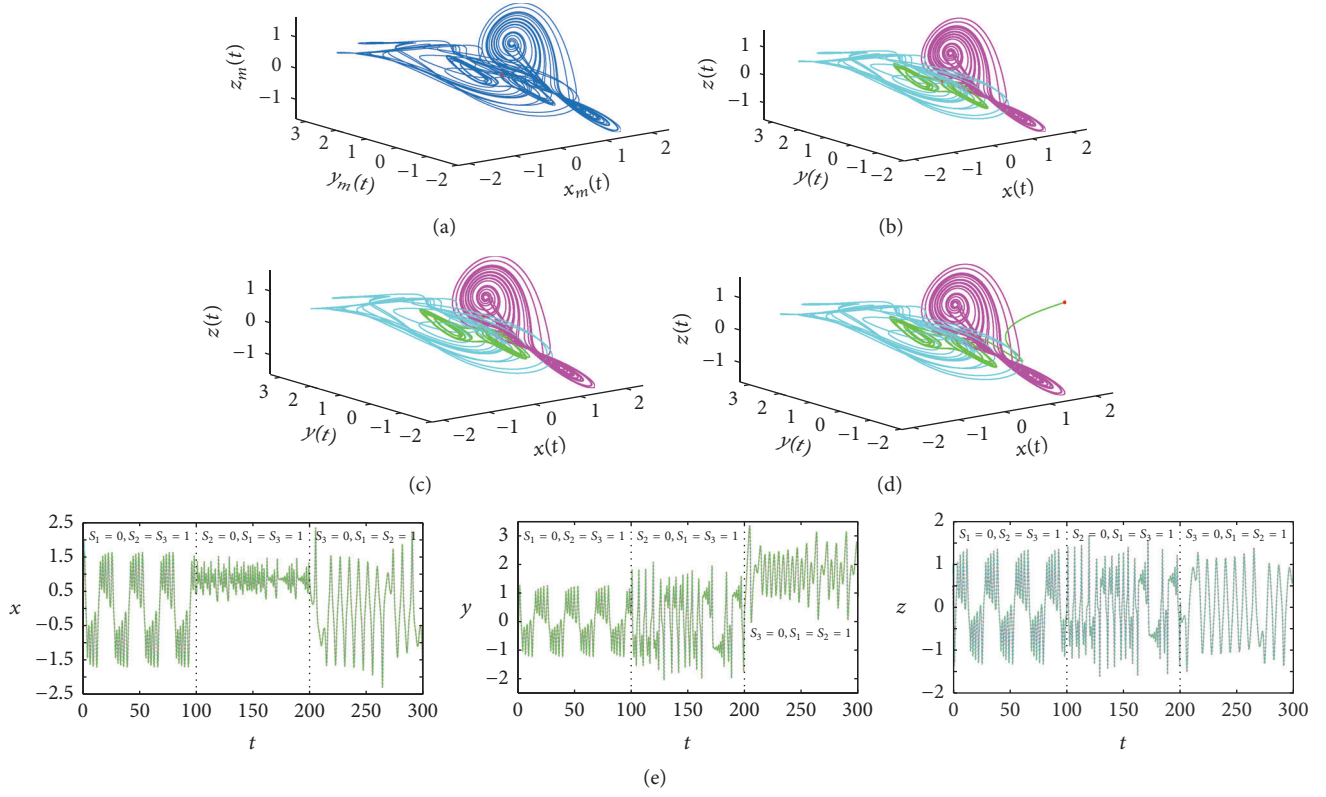 1
0
−1
z_m(t)
3
2
1
0
−1
−2
y_m(t)
−2
−1
0
1
2
x_m(t)
(a)
1
0
−1
z(t)
3
2
1
0
−1
−2
y(t)
−2
−1
0
1
2
x(t)
(b)
1
0
−1
z(t)
3
2
1
0
−1
−2
y(t)
−2
−1
0
1
2
x(t)
(c)
1
0
−1
z(t)
3
2
1
0
−1
−2
y(t)
−2
−1
0
1
2
x(t)
(d)
2.5
1.5
0.5
−0.5
−1.5
−2.5
x
S₁ = 0, S₂ = S₃ = 1
S₂ = 0, S₁ = S₃ = 1
S₃ = 0, S₁ = S₂ = 1
0 50 100 150 200 250 300
t
3
2
1
0
−1
−2
y
S₁ = 0, S₂ = S₃ = 1
S₂ = 0, S₁ = S₃ = 1
S₃ = 0, S₁ = S₂ = 1
0 50 100 150 200 250 300
t
2
1
0
−1
−2
z
S₁ = 0, S₂ = S₃ = 1
S₂ = 0, S₁ = S₃ = 1
S₃ = 0, S₁ = S₂ = 1
0 50 100 150 200 250 300
t
(e)